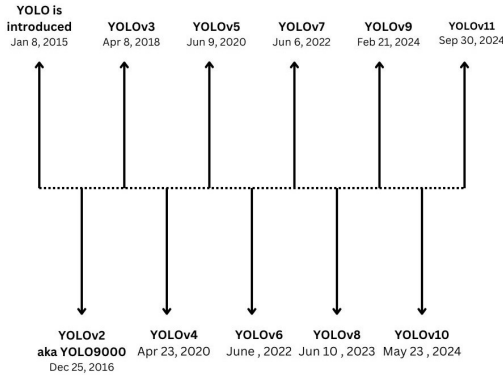 YOLO is
introduced
Jan 8, 2015
YOLOv3
Apr 8, 2018
YOLOv5
Jun 9, 2020
YOLOv7
Jun 6, 2022
YOLOv9
Feb 21, 2024
YOLOv11
Sep 30, 2024
YOLOv2
aka YOLO9000
Dec 25, 2016
YOLOv4
Apr 23, 2020
YOLOv6
June , 2022
YOLOv8
Jun 10 , 2023
YOLOv10
May 23 , 2024